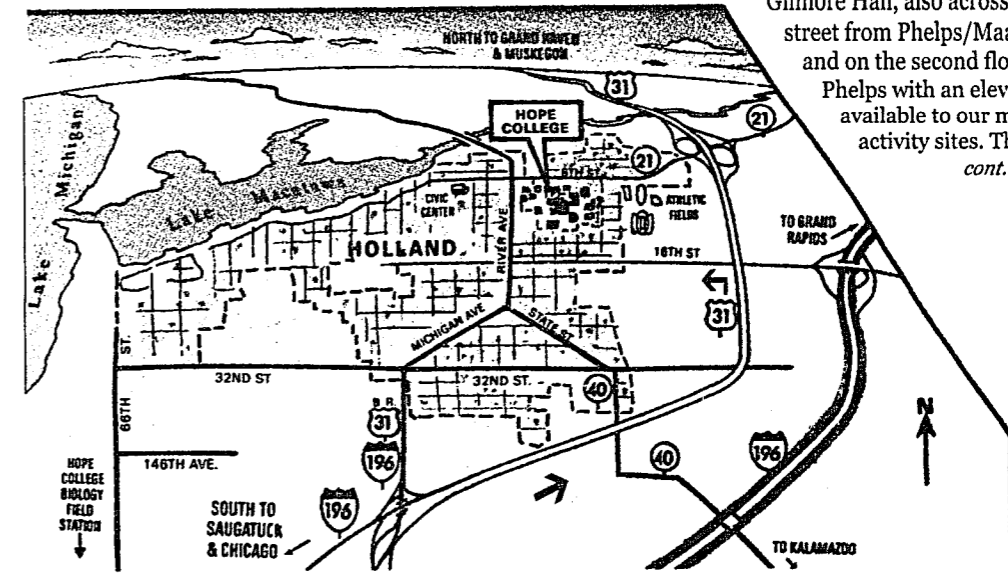 Gilmore Hall, also across
street from Phelps/Maa
and on the second flo
Phelps with an elev
available to our m
activity sites. Th
cont.
NORTH TO GRAND HAVEN
& MUSKEGON
31
21
HOPE
COLLEGE
21
8TH ST.
Lake Michigan
Lake Macatawa
CIVIC
CENTER
ATHLETIC
FIELDS
HOLLAND
RIVER AVE
TO GRAND
RAPIDS
16TH ST
31
MICHIGAN AVE
STATE ST
66TH ST.
32ND ST
32ND ST.
40
B.R.
31
196
146TH AVE.
40
196
N
HOPE
COLLEGE
BIOLOGY
FIELD
STATION
196
SOUTH TO
SAUGATUCK
& CHICAGO
TO KALAMAZOO